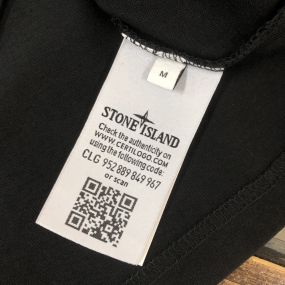 M
STONE ISLAND
Check the authenticity on
WWW.CERTILOGO.COM
using the following code:
CLG 952 889 849 967
or scan